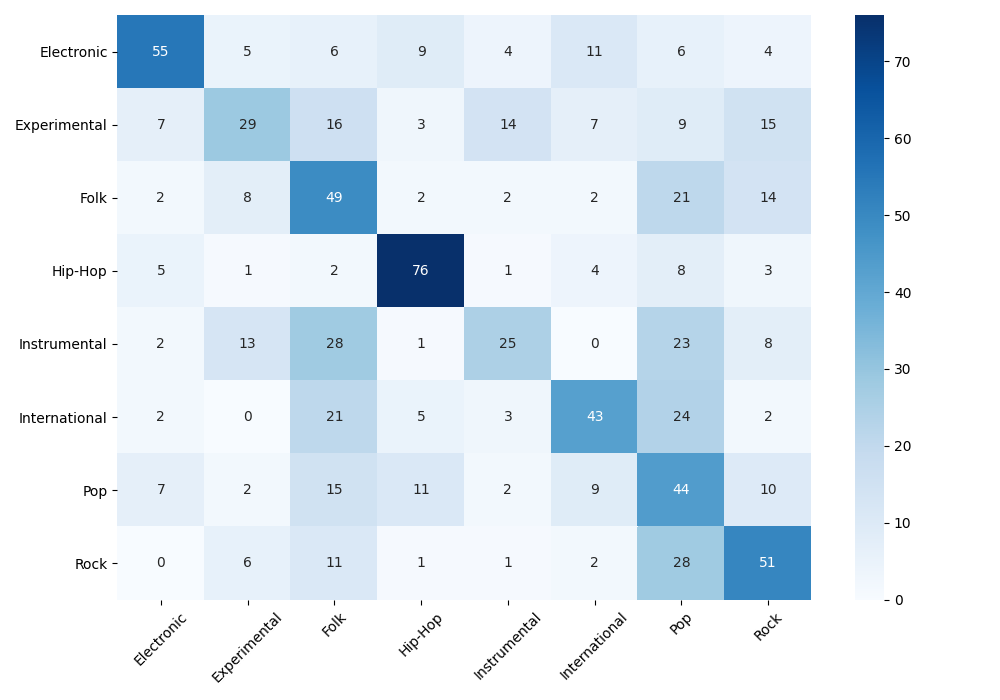 Electronic 55 5 6 9 4 11 6 4
Experimental 7 29 16 3 14 7 9 15
Folk 2 8 49 2 2 2 21 14
Hip-Hop 5 1 2 76 1 4 8 3
Instrumental 2 13 28 1 25 0 23 8
International 2 0 21 5 3 43 24 2
Pop 7 2 15 11 2 9 44 10
Rock 0 6 11 1 1 2 28 51
Electronic Experimental Folk Hip-Hop Instrumental International Pop Rock
70
60
50
40
30
20
10
0